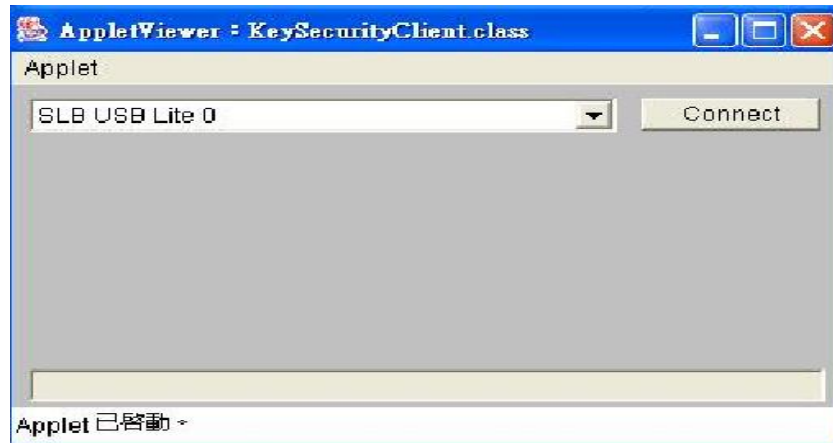 AppletViewer：KeySecurityClient.class
Applet
SLB USB Lite 0
Connect
Applet 已啓動。